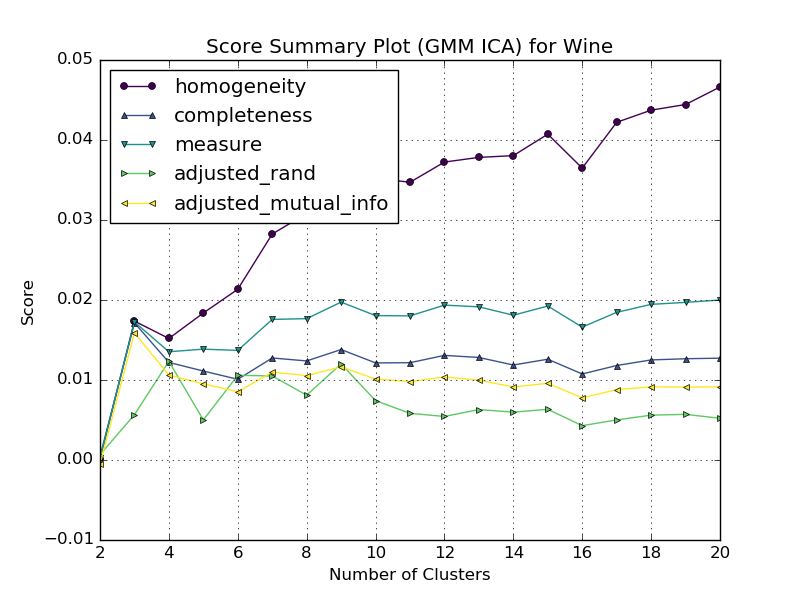 Score Summary Plot (GMM ICA) for Wine
0.05
0.04
0.03
0.02
0.01
0.00
−0.01
Score
homogeneity
completeness
measure
adjusted_rand
adjusted_mutual_info
2 4 6 8 10 12 14 16 18 20
Number of Clusters